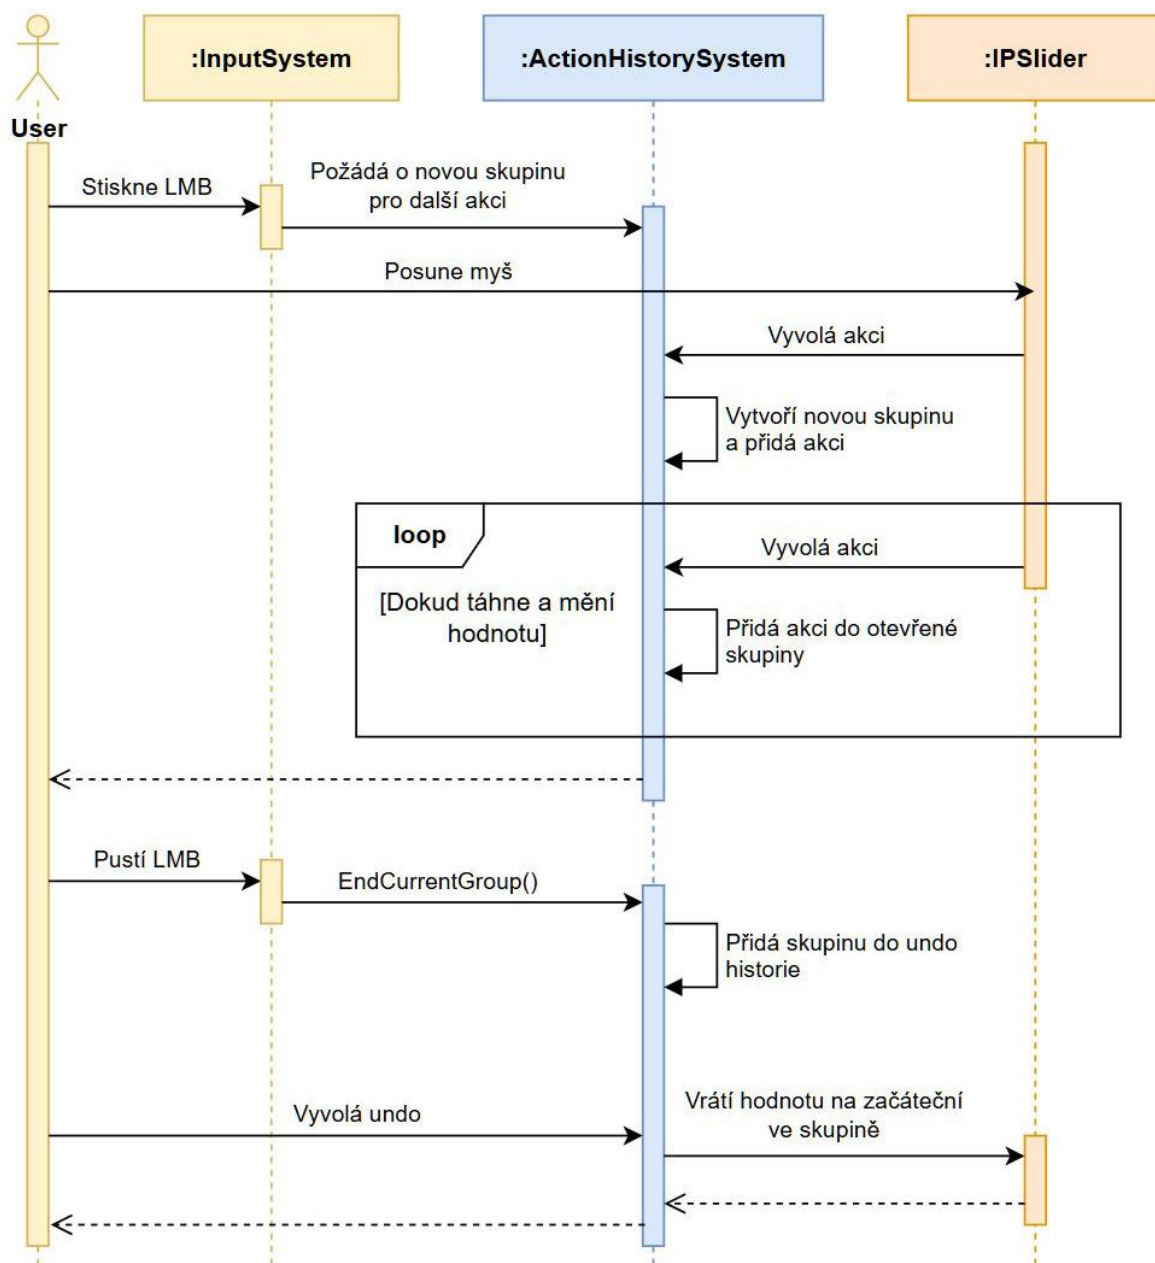 :InputSystem
:ActionHistorySystem
:IPSlider
User
Stiskne LMB
Požádá o novou skupinu
pro další akci
Posune myš
Vyvolá akci
Vytvoří novou skupinu
a přidá akci
loop
Vyvolá akci
[Dokud táhne a mění
hodnotu]
Přidá akci do otevřené
skupiny
Pustí LMB
EndCurrentGroup()
Přidá skupinu do undo
historie
Vyvolá undo
Vrátí hodnotu na začáteční
ve skupině